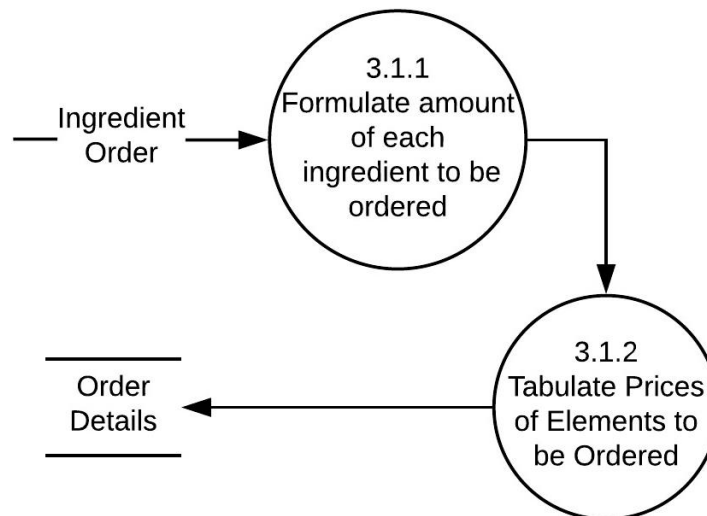 3.1.1
Formulate amount
of each
ingredient to be
ordered
Ingredient
Order
3.1.2
Tabulate Prices
of Elements to
be Ordered
Order
Details